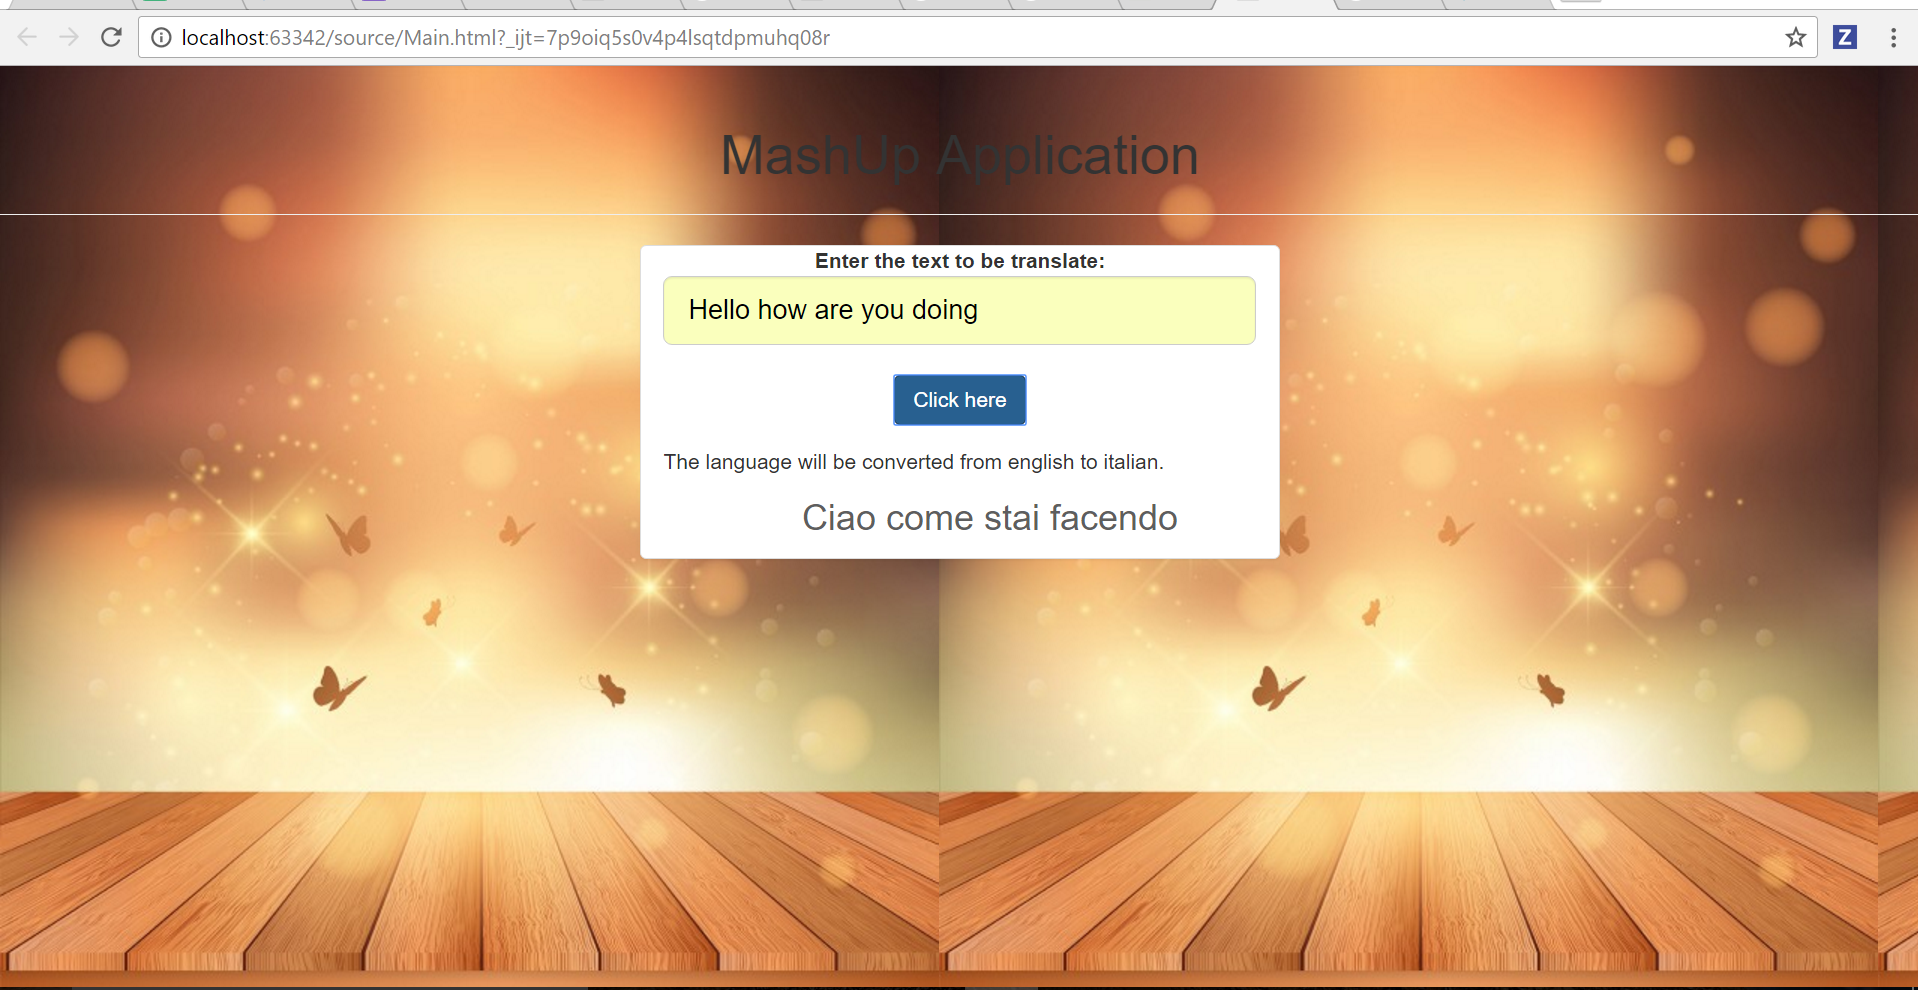 localhost:63342/source/Main.html?_ijt=7p9oiq5s0v4p4lsqtdpmuhq08r
Z
MashUp Application
Enter the text to be translate:
Hello how are you doing
Click here
The language will be converted from english to italian.
Ciao come stai facendo